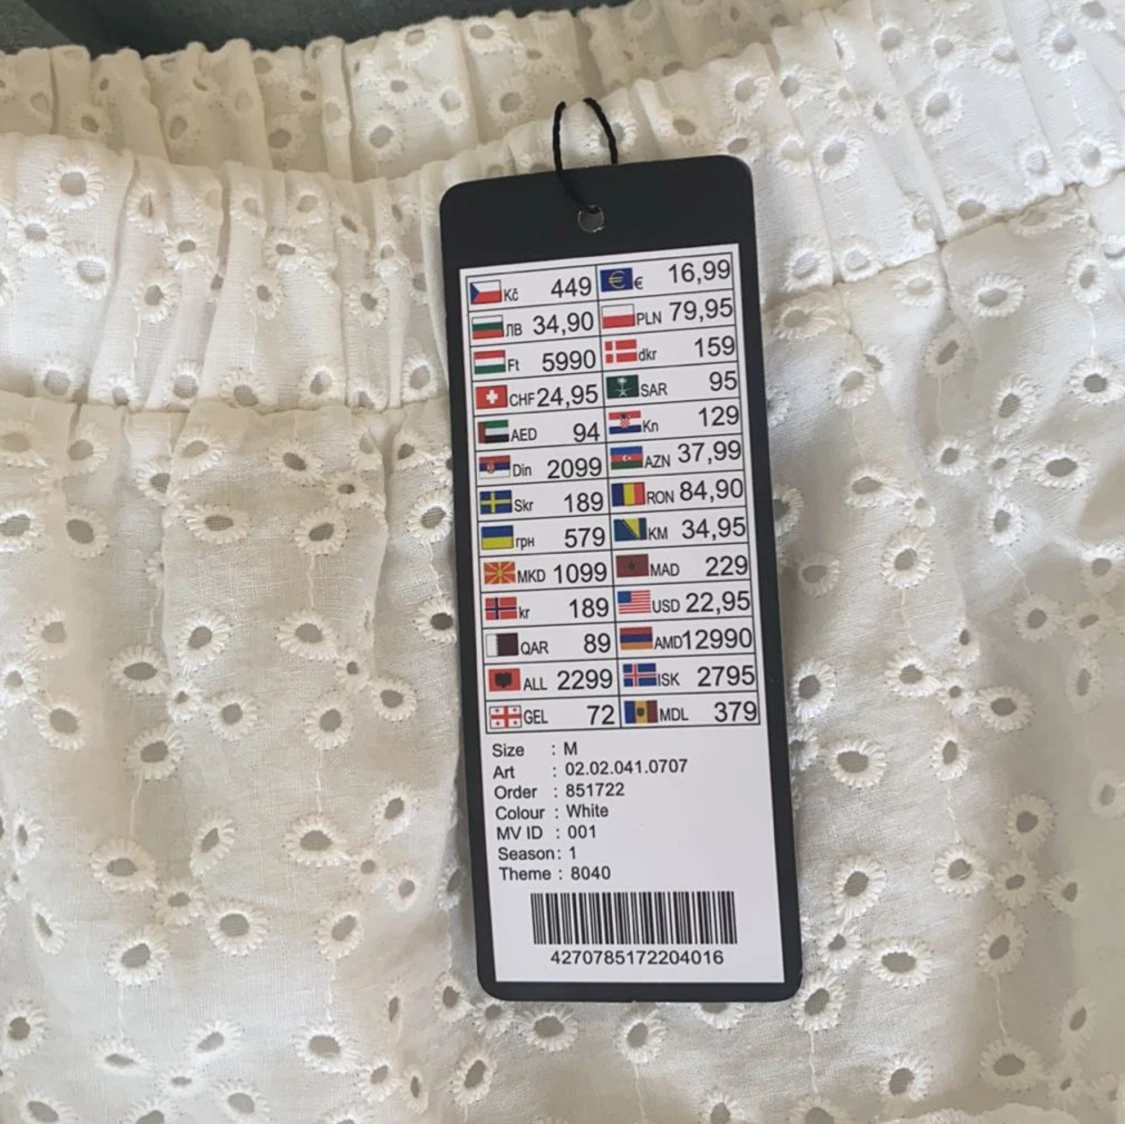 Kč 449 € 16,99
ЛВ 34,90 PLN 79,95
Ft 5990 dkr 159
CHF 24,95 SAR 95
AED 94 Kn 129
Din 2099 AZN 37,99
Skr 189 RON 84,90
грн 579 KM 34,95
MKD 1099 MAD 229
kr 189 USD 22,95
QAR 89 AMD 12990
ALL 2299 ISK 2795
GEL 72 MDL 379
Size : M
Art : 02.02.041.0707
Order : 851722
Colour : White
MV ID : 001
Season : 1
Theme : 8040
4270785172204016